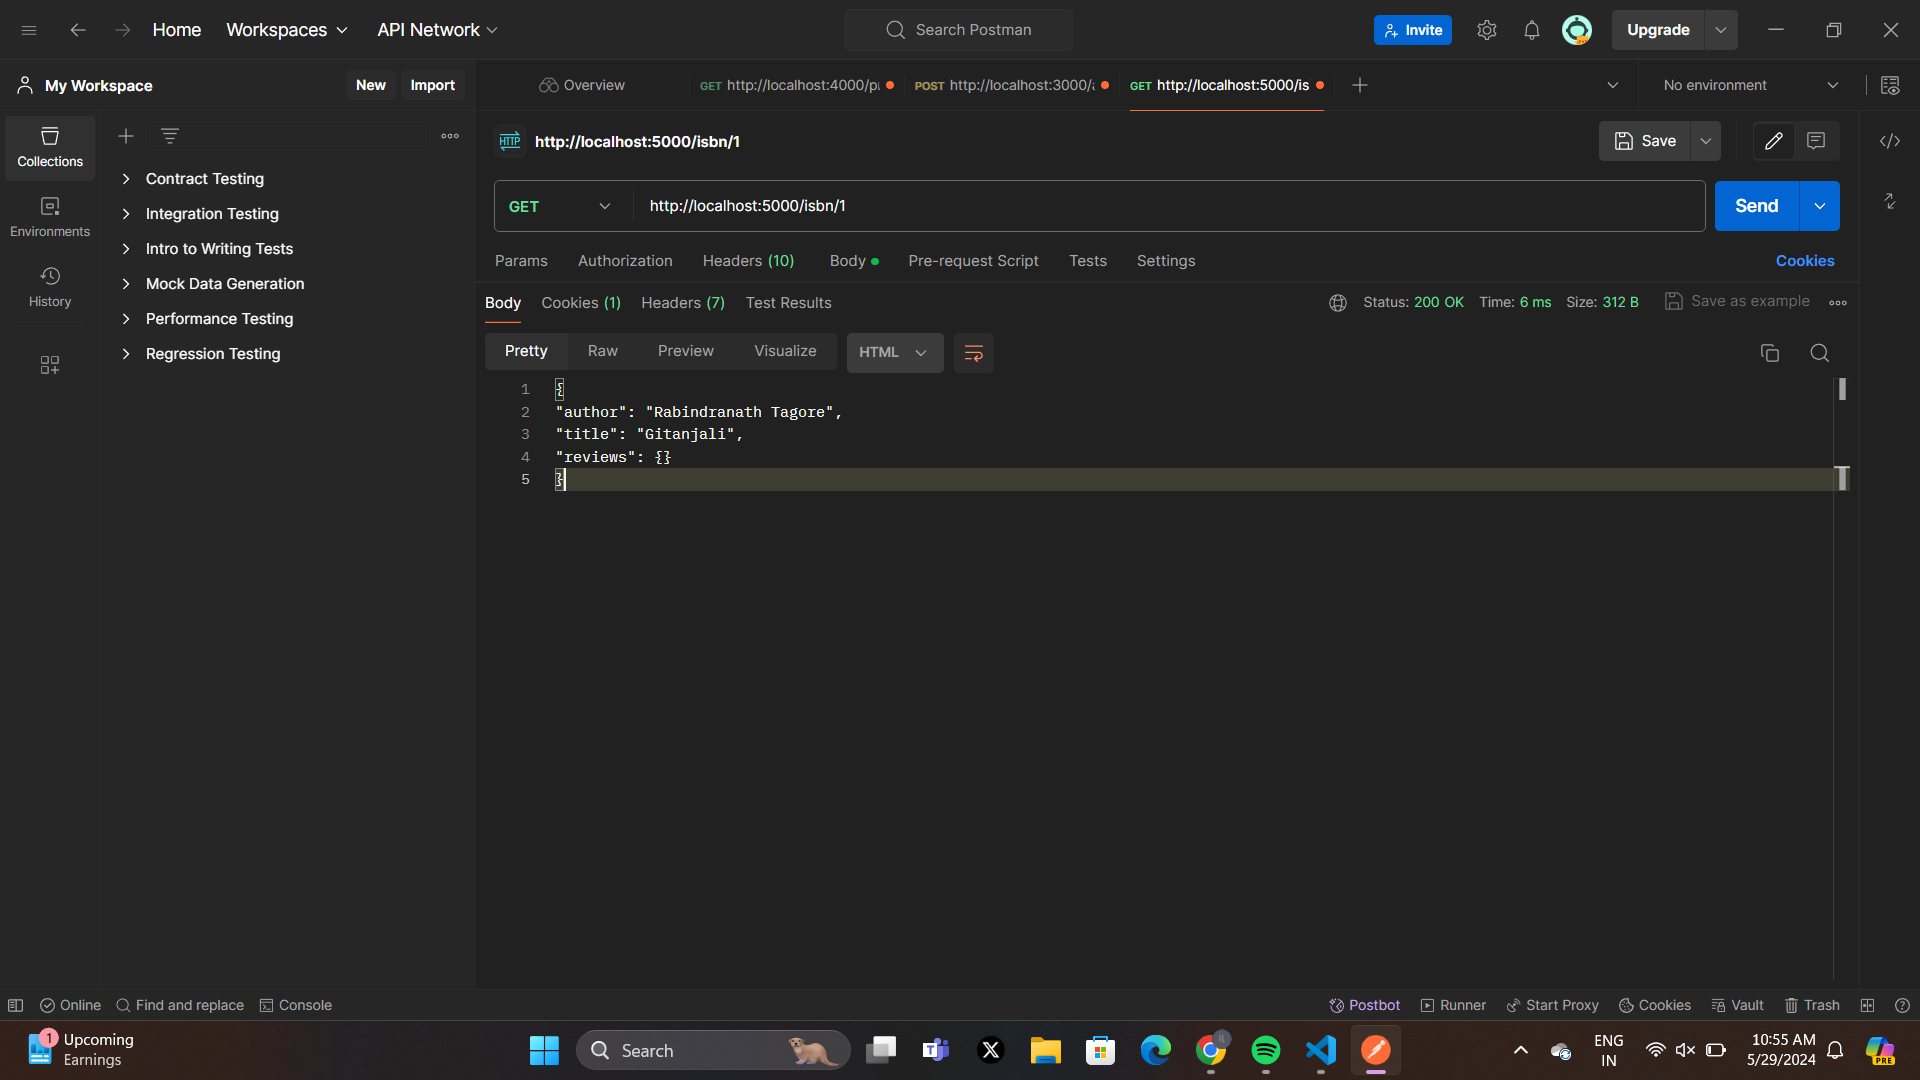 Home Workspaces API Network Search Postman Invite Upgrade
My Workspace New Import Overview GET http://localhost:4000/p POST http://localhost:3000/ GET http://localhost:5000/is No environment
Collections
Environments
History
Contract Testing
Integration Testing
Intro to Writing Tests
Mock Data Generation
Performance Testing
Regression Testing
HTTP http://localhost:5000/isbn/1 Save
GET http://localhost:5000/isbn/1 Send
Params Authorization Headers (10) Body Pre-request Script Tests Settings Cookies
Body Cookies (1) Headers (7) Test Results Status: 200 OK Time: 6 ms Size: 312 B Save as example
Pretty Raw Preview Visualize HTML
1 {
2 "author": "Rabindranath Tagore",
3 "title": "Gitanjali",
4 "reviews": {}
5 }
Online Find and replace Console Postbot Runner Start Proxy Cookies Vault Trash
1 Upcoming
Earnings
Search
ENG
IN
10:55 AM
5/29/2024
PRE